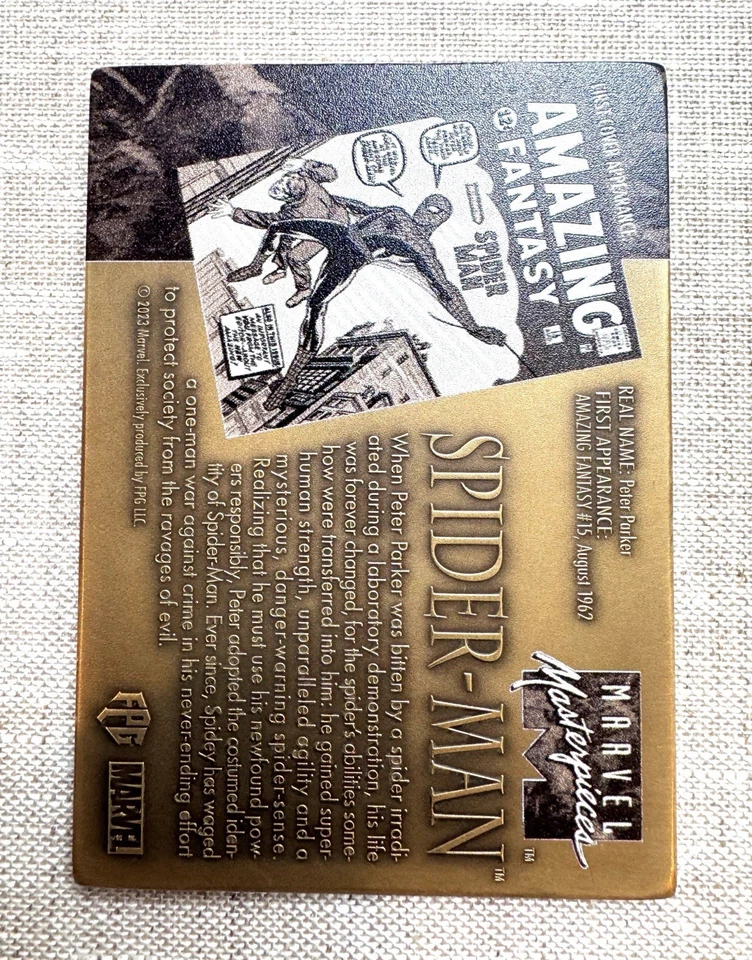 FIRST COVER APPEARANCE:
AMAZING
FANTASY
12¢
SPIDER
MAN
REAL NAME: Peter Parker
FIRST APPEARANCE:
AMAZING FANTASY #15, August 1962
MARVEL
Masterpieces™
SPIDER-MAN™
When Peter Parker was bitten by a spider irradi-
ated during a laboratory demonstration, his life
was forever changed, for the spider's abilities some-
how were transferred into him: he gained super-
human strength, unparalleled agility and a
mysterious, danger-warning spider-sense.
Realizing that he must use his newfound pow-
ers responsibly, Peter adopted the costumed iden-
tity of Spider-Man. Ever since, Spidey has waged
a one-man war against crime in his never-ending effort
to protect society from the ravages of evil.
© 2023 Marvel. Exclusively produced by FPG LLC.
FPG
MARVEL